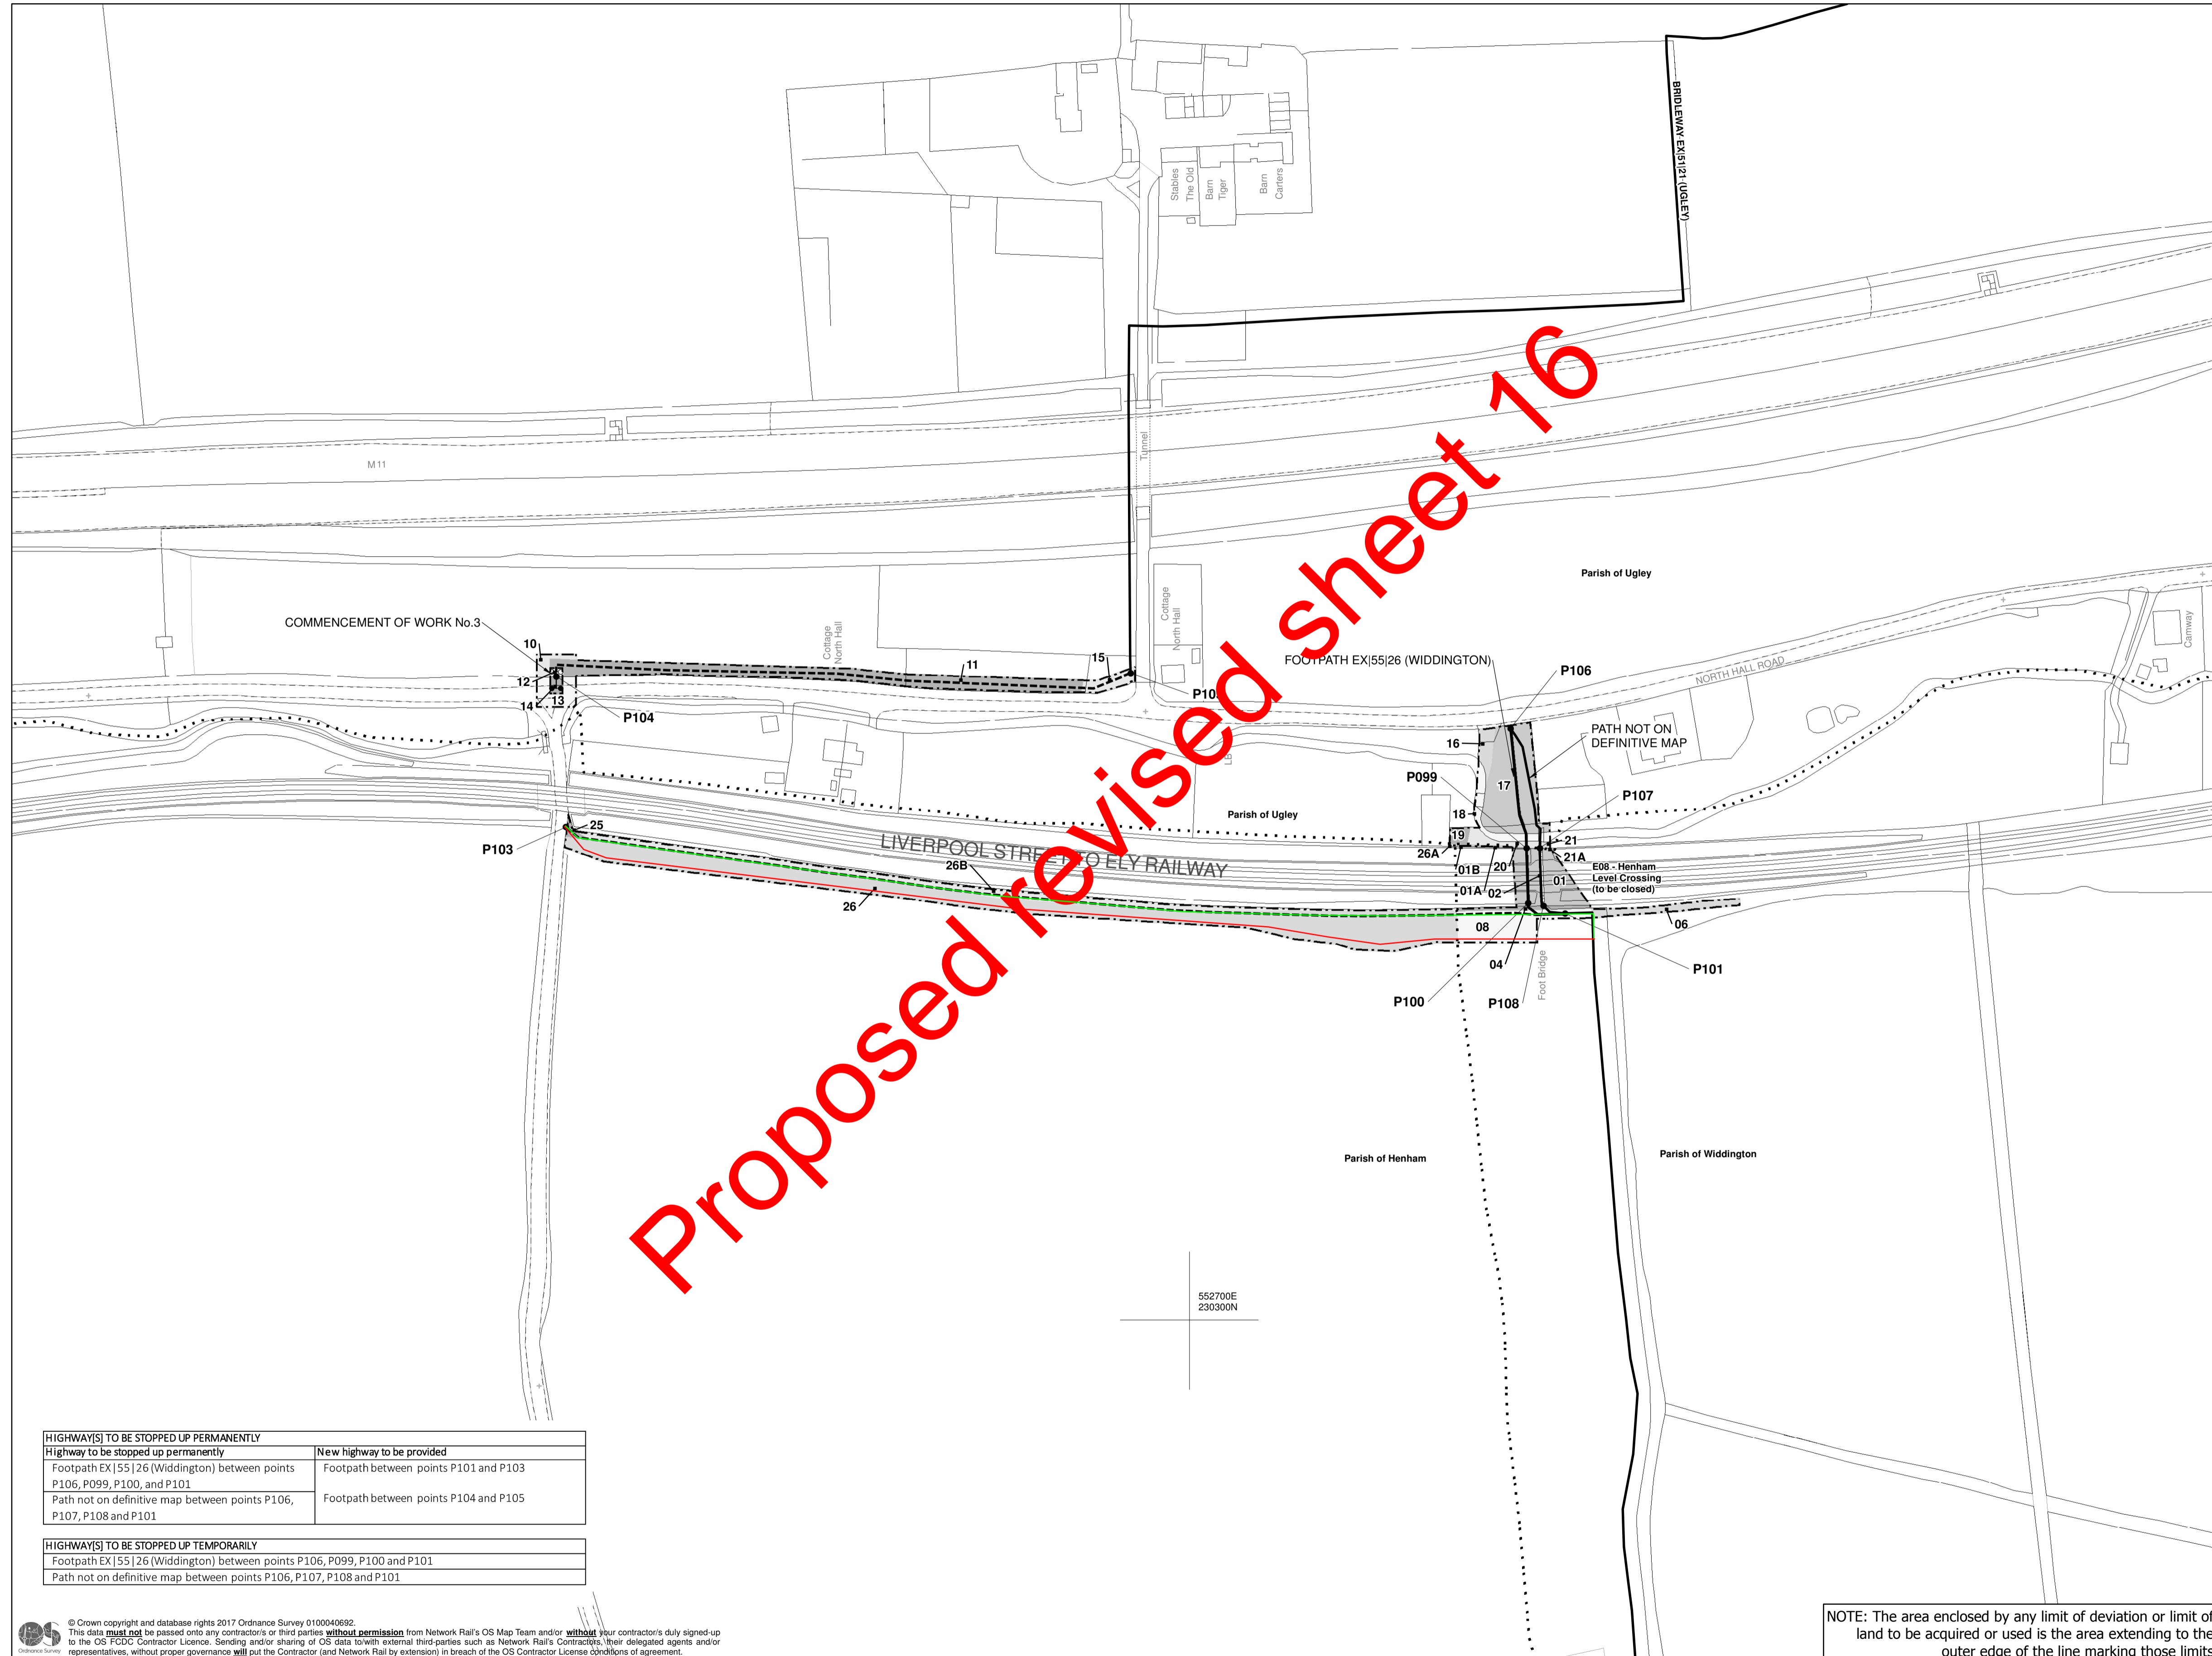 BRIDLEWAY EX|51|21 (UGLEY)
Stables
The Old
Barn
Tiger
Barn
Carters
Proposed revised sheet 16
M 11
Tunnel
Parish of Ugley
COMMENCEMENT OF WORK No.3
10
Cottage
North Hall
11
15
Cottage
North Hall
FOOTPATH EX|55|26 (WIDDINGTON)
P106
Camway
NORTH HALL ROAD
12
14
13
P104
16
PATH NOT ON
DEFINITIVE MAP
P099
17
P107
18
Parish of Ugley
25
P103
LIVERPOOL STREET TO ELY RAILWAY
19
26A
01B
20
21
21A
26B
26
01A
02
01
E08 - Henham
Level Crossing
(to be closed)
08
06
04
Foot Bridge
P101
P100
P108
Parish of Henham
Parish of Widdington
552700E
230300N
HIGHWAY[S] TO BE STOPPED UP PERMANENTLY
Highway to be stopped up permanently
New highway to be provided
Footpath EX|55|26 (Widdington) between points
P106, P099, P100, and P101
Footpath between points P101 and P103
Path not on definitive map between points P106,
P107, P108 and P101
Footpath between points P104 and P105
HIGHWAY[S] TO BE STOPPED UP TEMPORARILY
Footpath EX|55|26 (Widdington) between points P106, P099, P100 and P101
Path not on definitive map between points P106, P107, P108 and P101
Ordnance Survey
© Crown copyright and database rights 2017 Ordnance Survey 0100040692.
This data must not be passed onto any contractor/s or third parties without permission from Network Rail's OS Map Team and/or without your contractor/s duly signed-up
to the OS FCDC Contractor Licence. Sending and/or sharing of OS data to/with external third-parties such as Network Rail's Contractors, their delegated agents and/or
representatives, without proper governance will put the Contractor (and Network Rail by extension) in breach of the OS Contractor License conditions of agreement.
NOTE: The area enclosed by any limit of deviation or limit of
land to be acquired or used is the area extending to the
outer edge of the line marking those limits